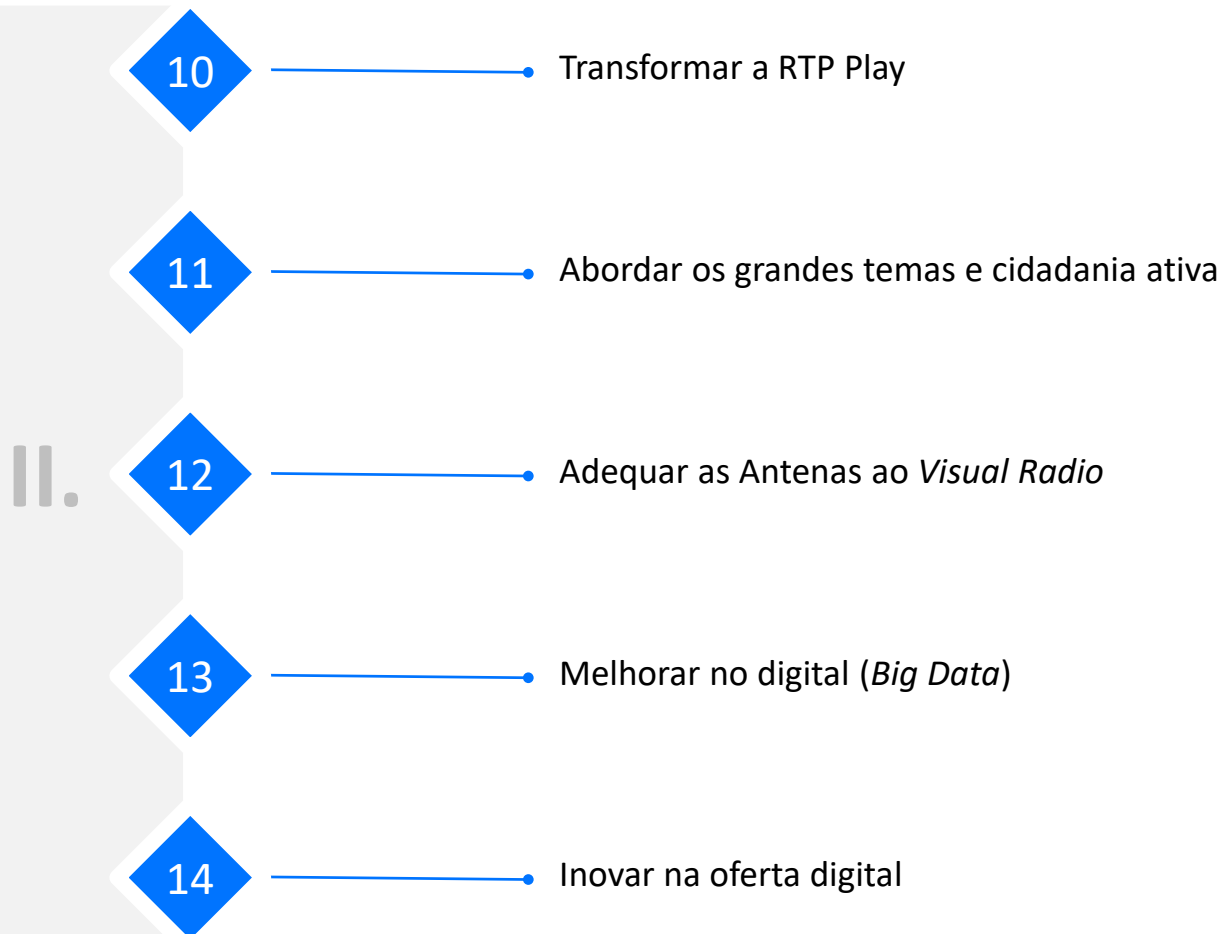 10
Transformar a RTP Play
11
Abordar os grandes temas e cidadania ativa
II.
12
Adequar as Antenas ao Visual Radio
13
Melhorar no digital (Big Data)
14
Inovar na oferta digital